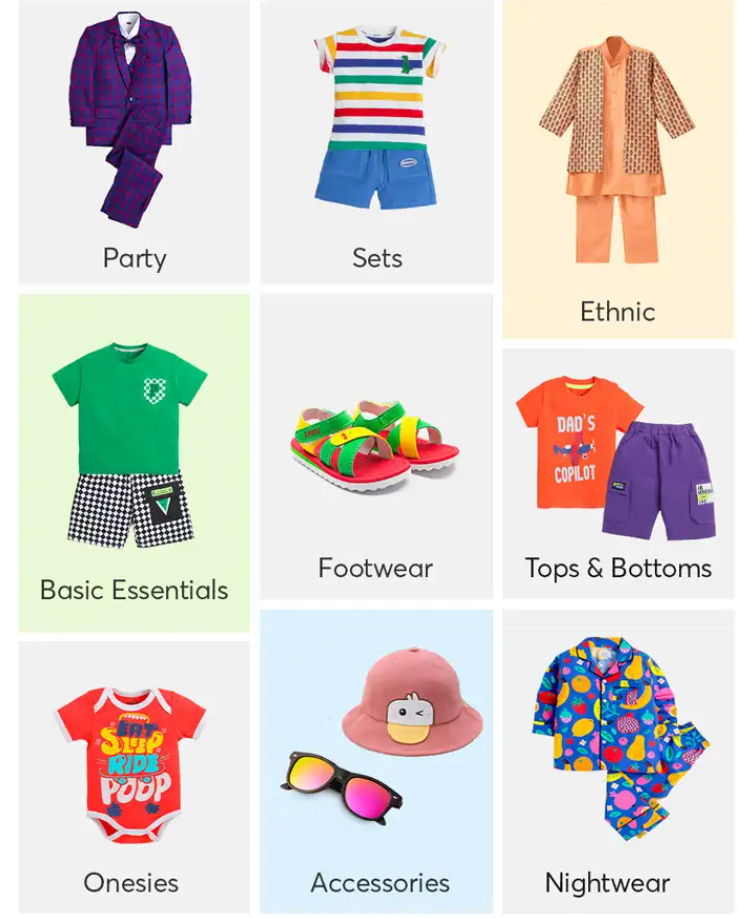 Party
Sets
Ethnic
Basic Essentials
Footwear
DAD'S
COPILOT
Tops & Bottoms
EAT
SLEEP
RIDE
POOP
Onesies
Accessories
Nightwear